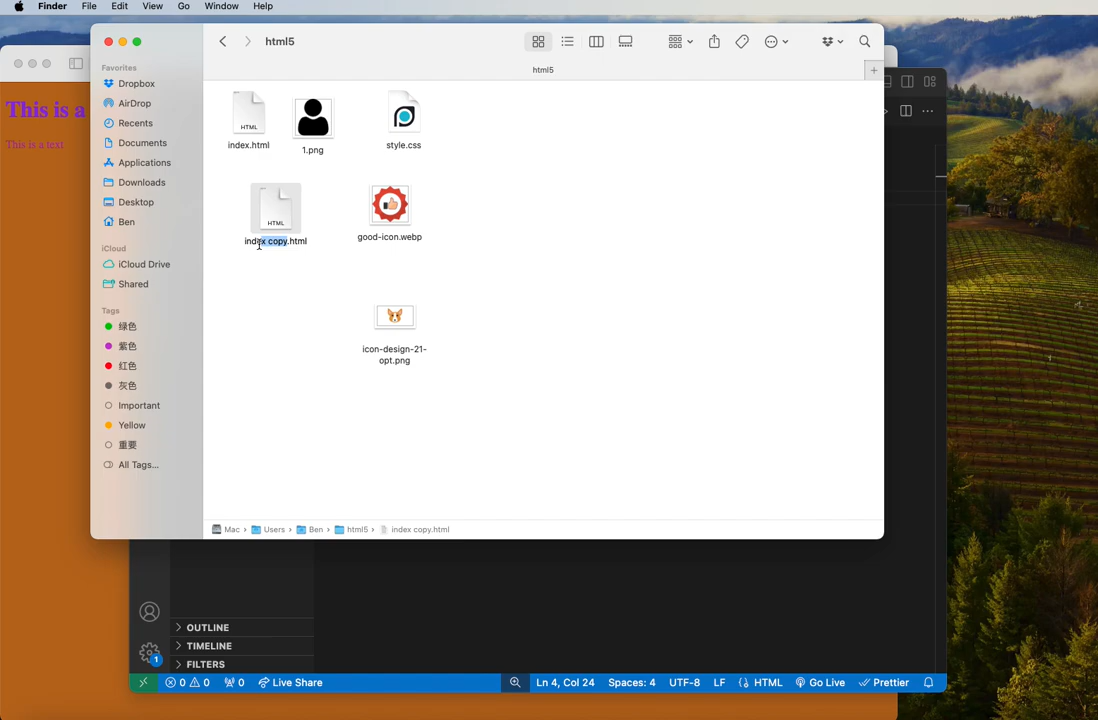 Finder File Edit View Go Window Help
html5
html5
Favorites
Dropbox
AirDrop
Recents
Documents
Applications
Downloads
Desktop
Ben
iCloud
iCloud Drive
Shared
Tags
绿色
紫色
红色
灰色
Important
Yellow
重要
All Tags...
HTML
index.html
1.png
style.css
HTML
index copy.html
good-icon.webp
icon-design-21-
opt.png
Mac › Users › Ben › html5 › index copy.html
This is a
This is a text
OUTLINE
TIMELINE
FILTERS
1
0 0 0 Live Share Ln 4, Col 24 Spaces: 4 UTF-8 LF HTML Go Live Prettier